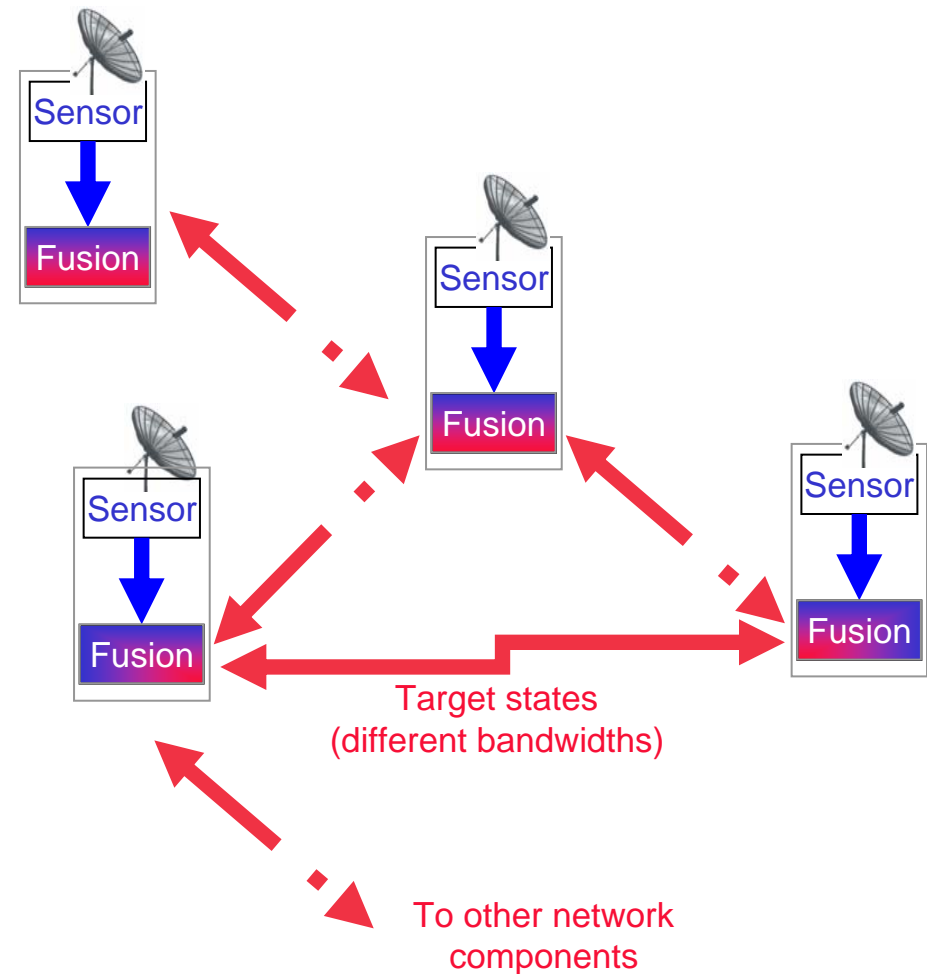 Sensor
Fusion
Sensor
Fusion
Sensor
Fusion
Sensor
Fusion
Target states
(different bandwidths)
To other network
components